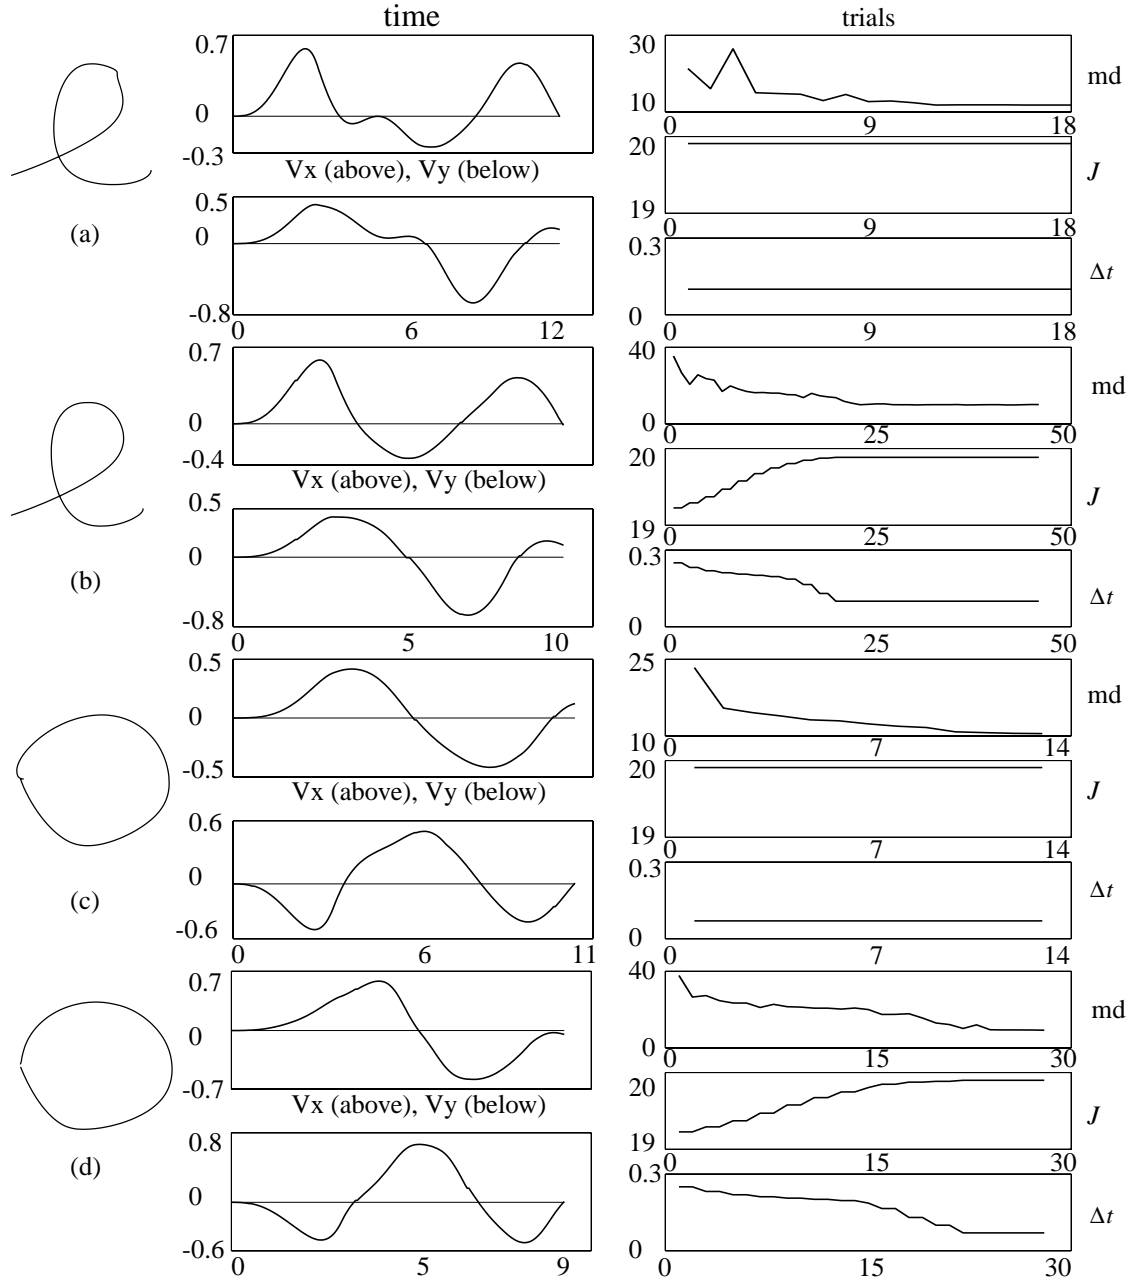 time
trials
0.7
0
-0.3
Vx (above), Vy (below)
0.5
0
-0.8
0 6 12
(a)
30
10
0 9 18
md
20
19
0 9 18
J
0.3
0
0 9 18
Δt
0.7
0
-0.4
Vx (above), Vy (below)
0.5
0
-0.8
0 5 10
(b)
40
0
0 25 50
md
20
19
0 25 50
J
0.3
0
0 25 50
Δt
0.5
0
-0.5
Vx (above), Vy (below)
0.6
0
-0.6
0 6 11
(c)
25
10
0 7 14
md
20
19
0 7 14
J
0.3
0
0 7 14
Δt
0.7
0
-0.7
Vx (above), Vy (below)
0.8
0
-0.6
0 5 9
(d)
40
0
0 15 30
md
20
19
0 15 30
J
0.3
0
0 15 30
Δt